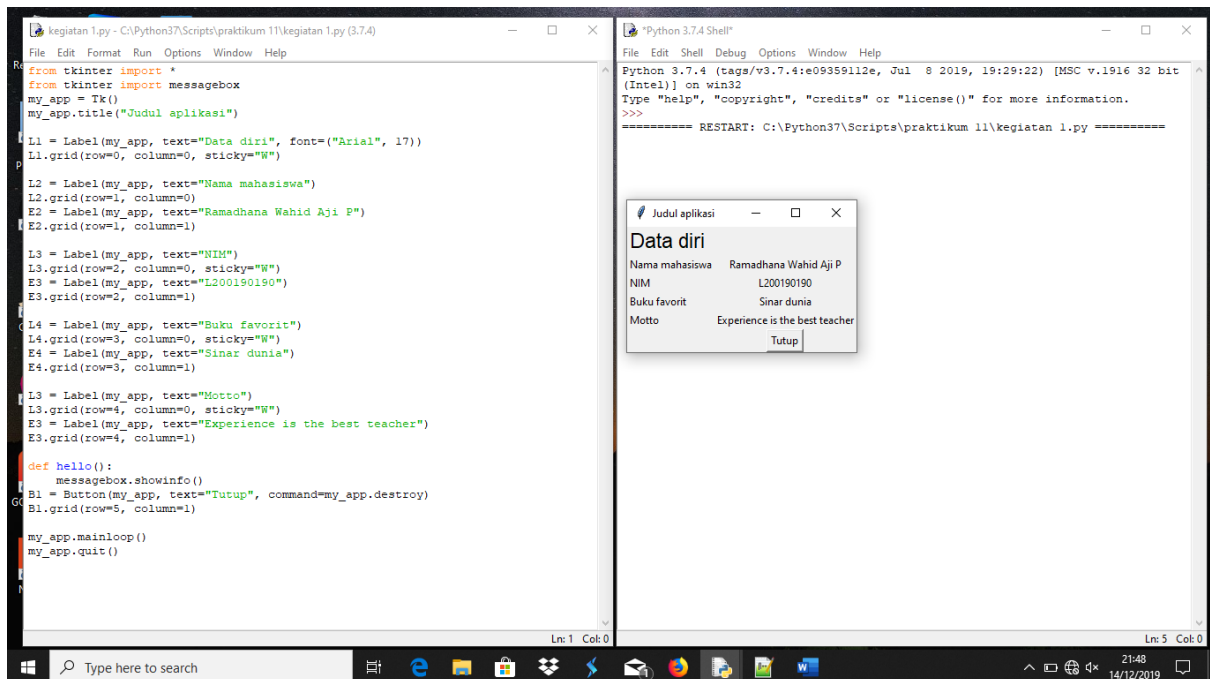 kegiatan 1.py - C:\Python37\Scripts\praktikum 11\kegiatan 1.py (3.7.4)
File Edit Format Run Options Window Help
from tkinter import *
from tkinter import messagebox
my_app = Tk()
my_app.title("Judul aplikasi")
L1 = Label(my_app, text="Data diri", font=("Arial", 17))
L1.grid(row=0, column=0, sticky="W")
L2 = Label(my_app, text="Nama mahasiswa")
L2.grid(row=1, column=0)
E2 = Label(my_app, text="Ramadhana Wahid Aji P")
E2.grid(row=1, column=1)
L3 = Label(my_app, text="NIM")
L3.grid(row=2, column=0, sticky="W")
E3 = Label(my_app, text="L200190190")
E3.grid(row=2, column=1)
L4 = Label(my_app, text="Buku favorit")
L4.grid(row=3, column=0, sticky="W")
E4 = Label(my_app, text="Sinar dunia")
E4.grid(row=3, column=1)
L3 = Label(my_app, text="Motto")
L3.grid(row=4, column=0, sticky="W")
E3 = Label(my_app, text="Experience is the best teacher")
E3.grid(row=4, column=1)
def hello():
    messagebox.showinfo()
B1 = Button(my_app, text="Tutup", command=my_app.destroy)
B1.grid(row=5, column=1)
my_app.mainloop()
my_app.quit()
Ln: 1 Col: 0
*Python 3.7.4 Shell*
File Edit Shell Debug Options Window Help
Python 3.7.4 (tags/v3.7.4:e09359112e, Jul  8 2019, 19:29:22) [MSC v.1916 32 bit
(Intel)] on win32
Type "help", "copyright", "credits" or "license()" for more information.
>>>
========== RESTART: C:\Python37\Scripts\praktikum 11\kegiatan 1.py ==========
Judul aplikasi
Data diri
Nama mahasiswa Ramadhana Wahid Aji P
NIM L200190190
Buku favorit Sinar dunia
Motto Experience is the best teacher
Tutup
Ln: 5 Col: 0
Type here to search
21:48
14/12/2019